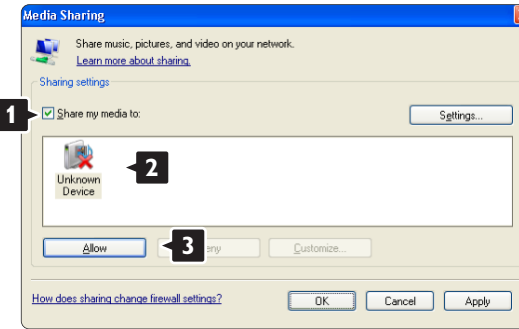 Media Sharing
Share music, pictures, and video on your network.
Learn more about sharing.
Sharing settings
1
Share my media to:
Settings...
Unknown
Device
2
Allow
3
Customize...
How does sharing change firewall settings?
OK
Cancel
Apply